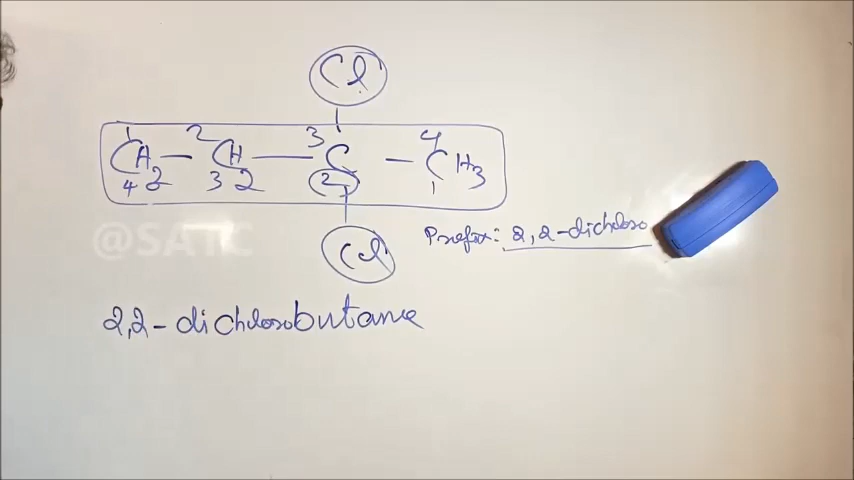 Cl
1 2 3 4
CH2 — CH2 — C — CH3
4 3 2 1
Cl
@SATC
Prefix: 2,2-dichloro
2,2-dichlorobutane